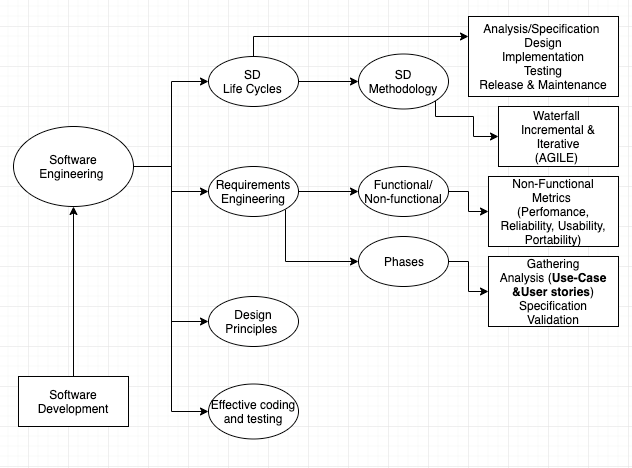 Analysis/Specification
Design
Implementation
Testing
Release & Maintenance
SD
Life Cycles
SD
Methodology
Waterfall
Incremental &
Iterative
(AGILE)
Software
Engineering
Requirements
Engineering
Functional/
Non-functional
Non-Functional
Metrics
(Perfomance,
Reliability, Usability,
Portability)
Phases
Gathering
Analysis (Use-Case
&User stories)
Specification
Validation
Design
Principles
Software
Development
Effective coding
and testing